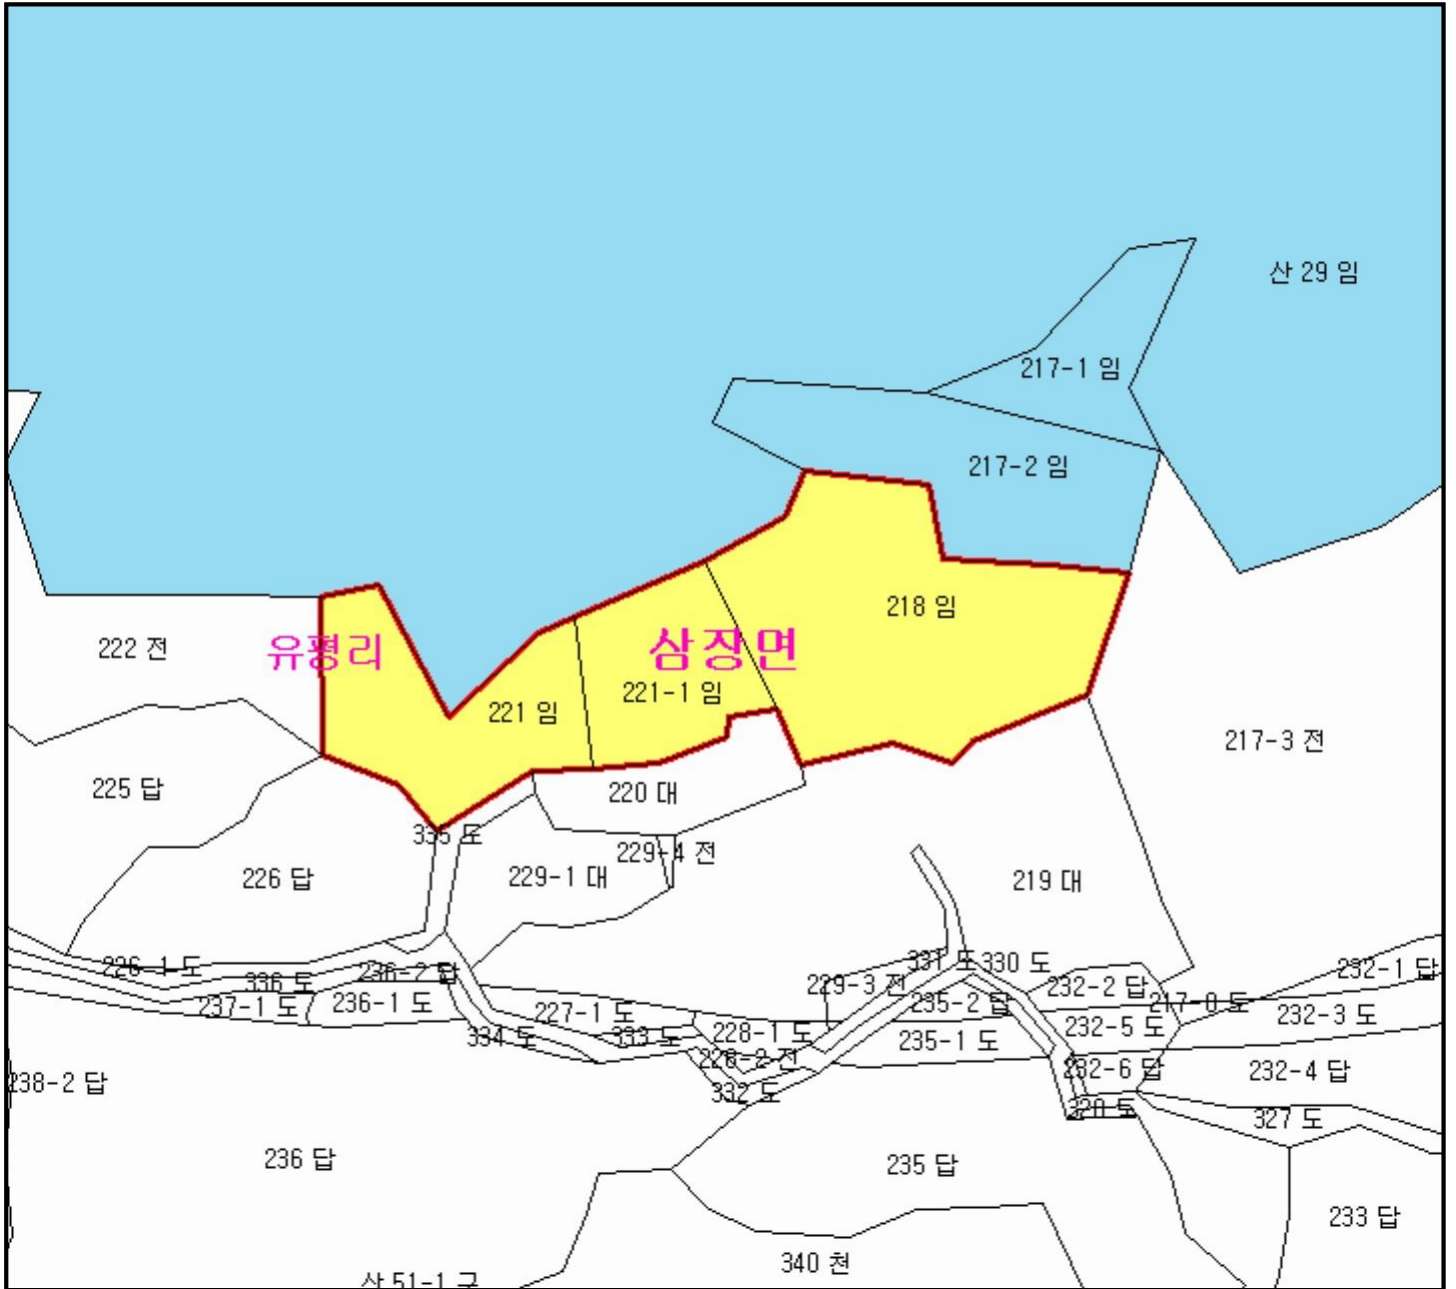 산 29 임
217-1 임
217-2 임
218 임
222 전
유평리
삼장면
221-1 임
221 임
217-3 전
225 답
220 대
335 도
229-4 전
226 답
229-1 대
219 대
226-1 도
336 도
236-2 답
331 도
330 도
232-1 답
229-3 전
232-2 답
237-1 도
236-1 도
235-2 답
227-1 도
232-3 도
334 도
333 도
228-1 도
235-1 도
232-5 도
228-2 전
232-6 답
232-4 답
238-2 답
332 도
327 도
236 답
235 답
233 답
340 천
산 51-1 구